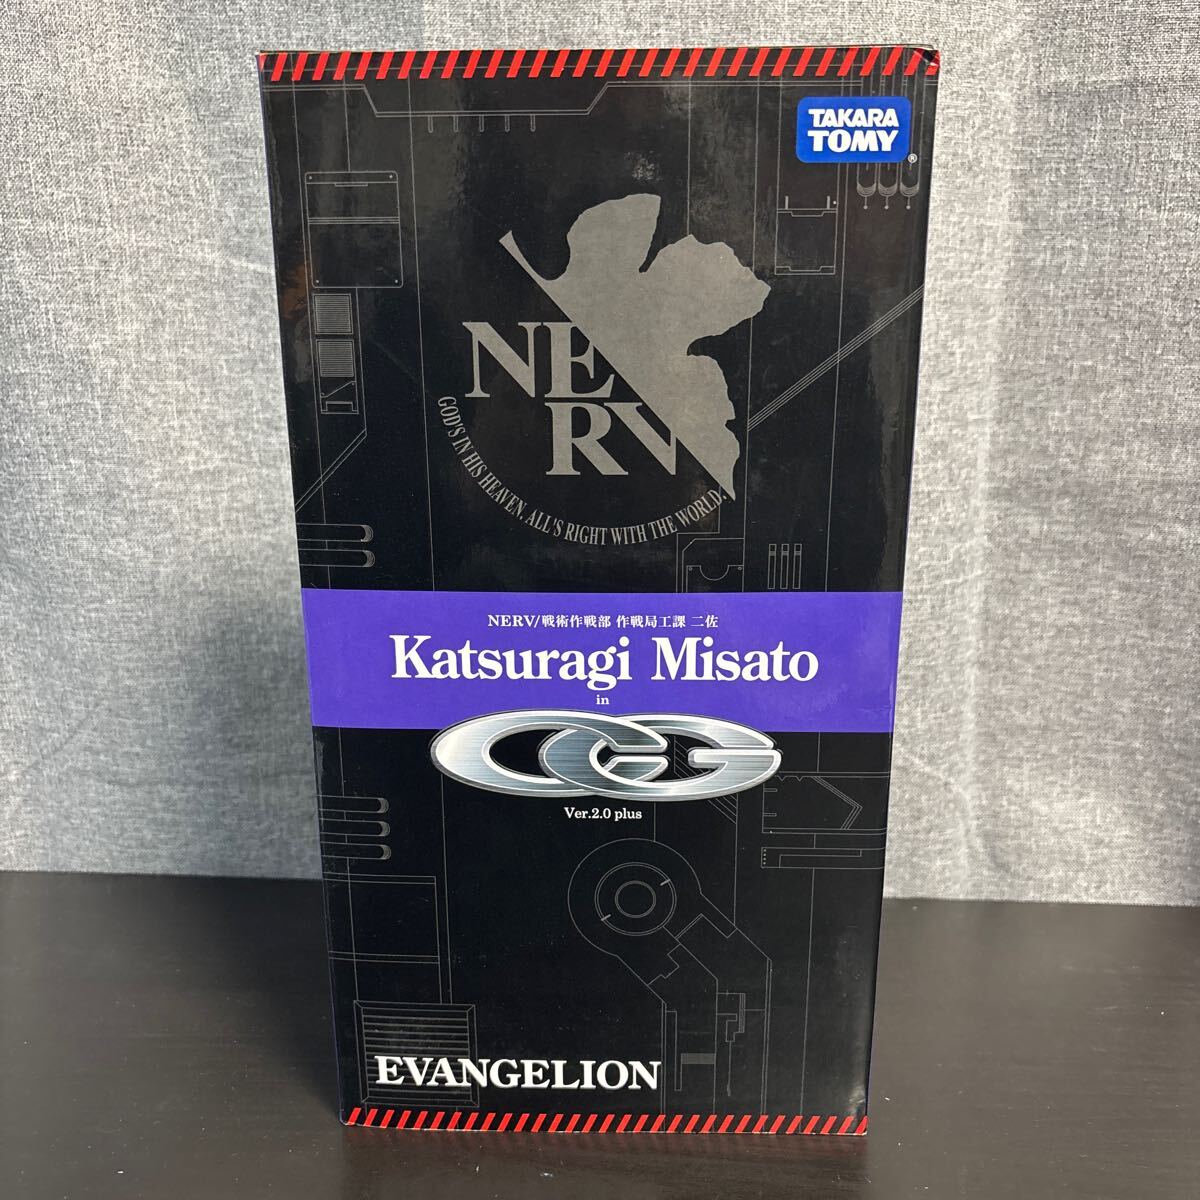 TAKARA
TOMY
®
NERV
GOD'S IN HIS HEAVEN. ALL'S RIGHT WITH THE WORLD.
NERV/戦術作戦部 作戦局工課 二佐
Katsuragi Misato
in
CG
Ver.2.0 plus
EVANGELION